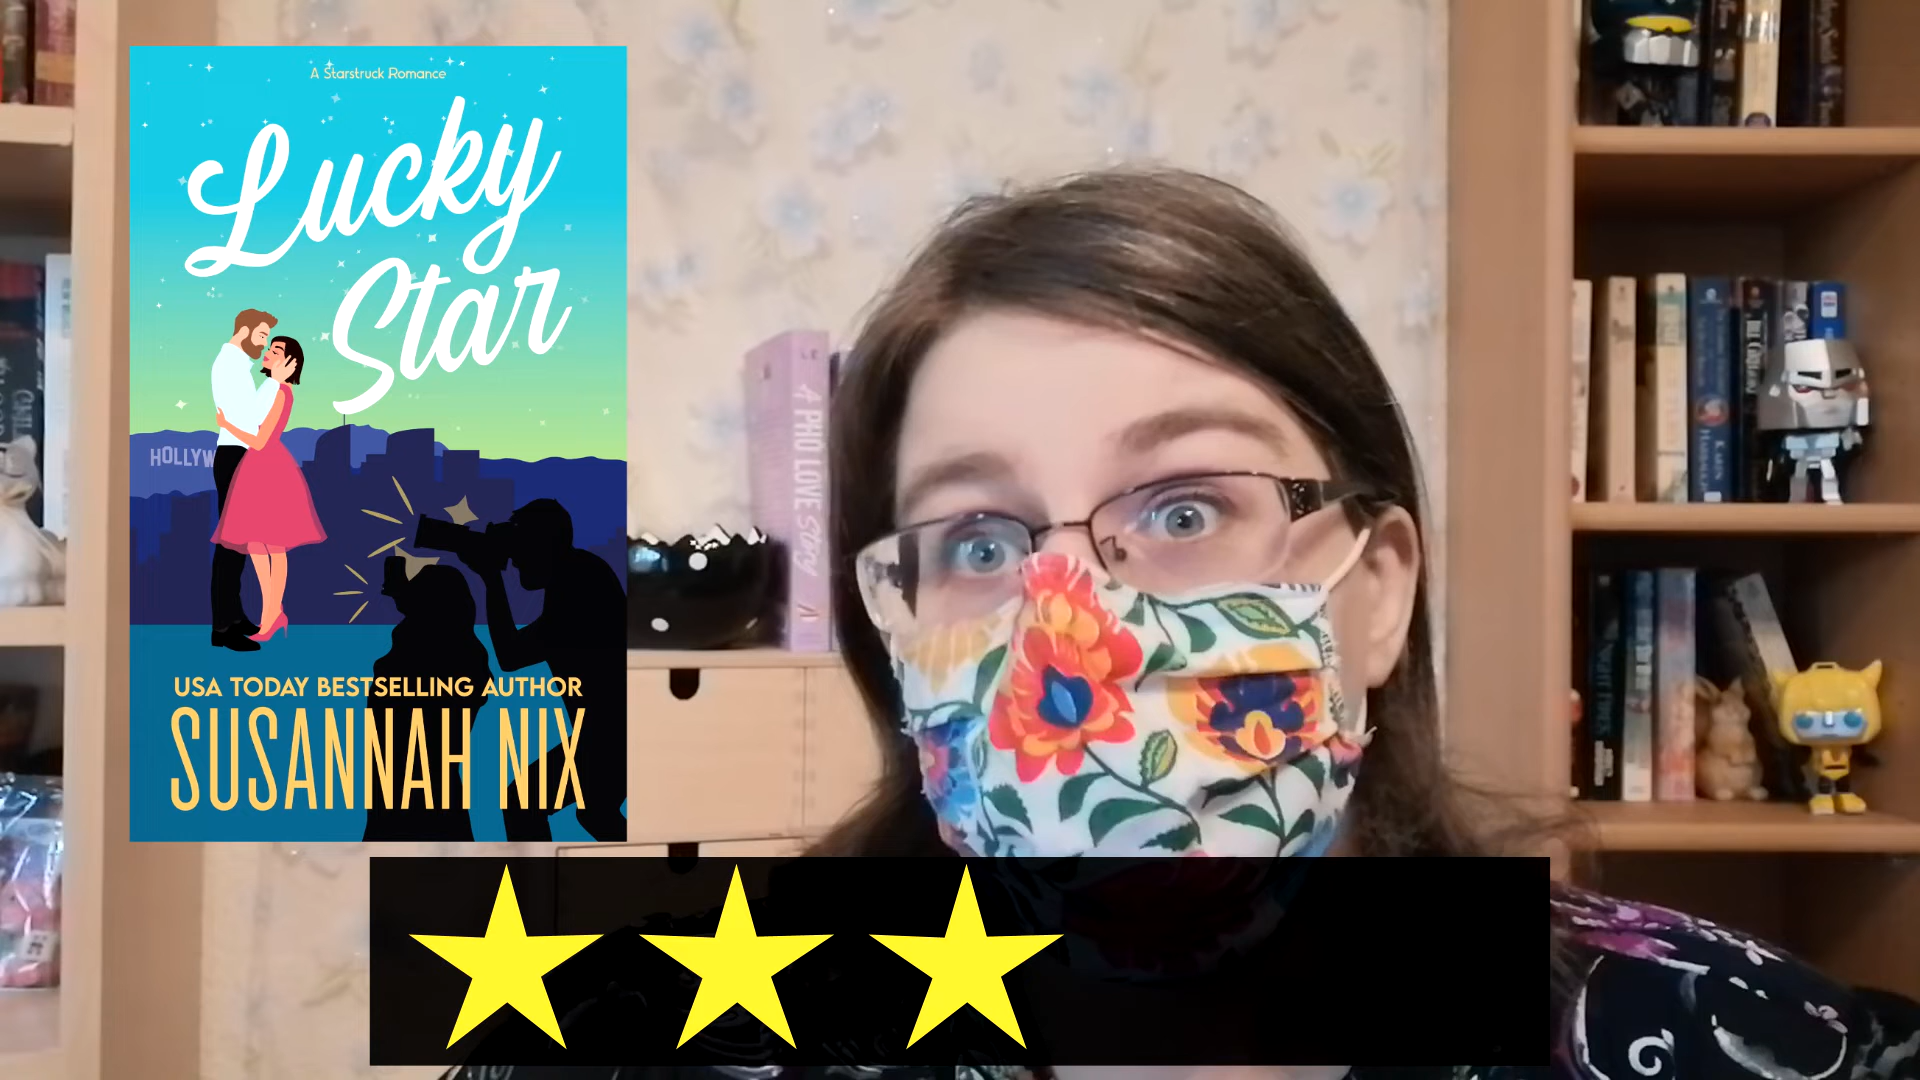 A Starstruck Romance
Lucky
Star
HOLLYW
USA TODAY BESTSELLING AUTHOR
SUSANNAH NIX
A PHO LOVE Story